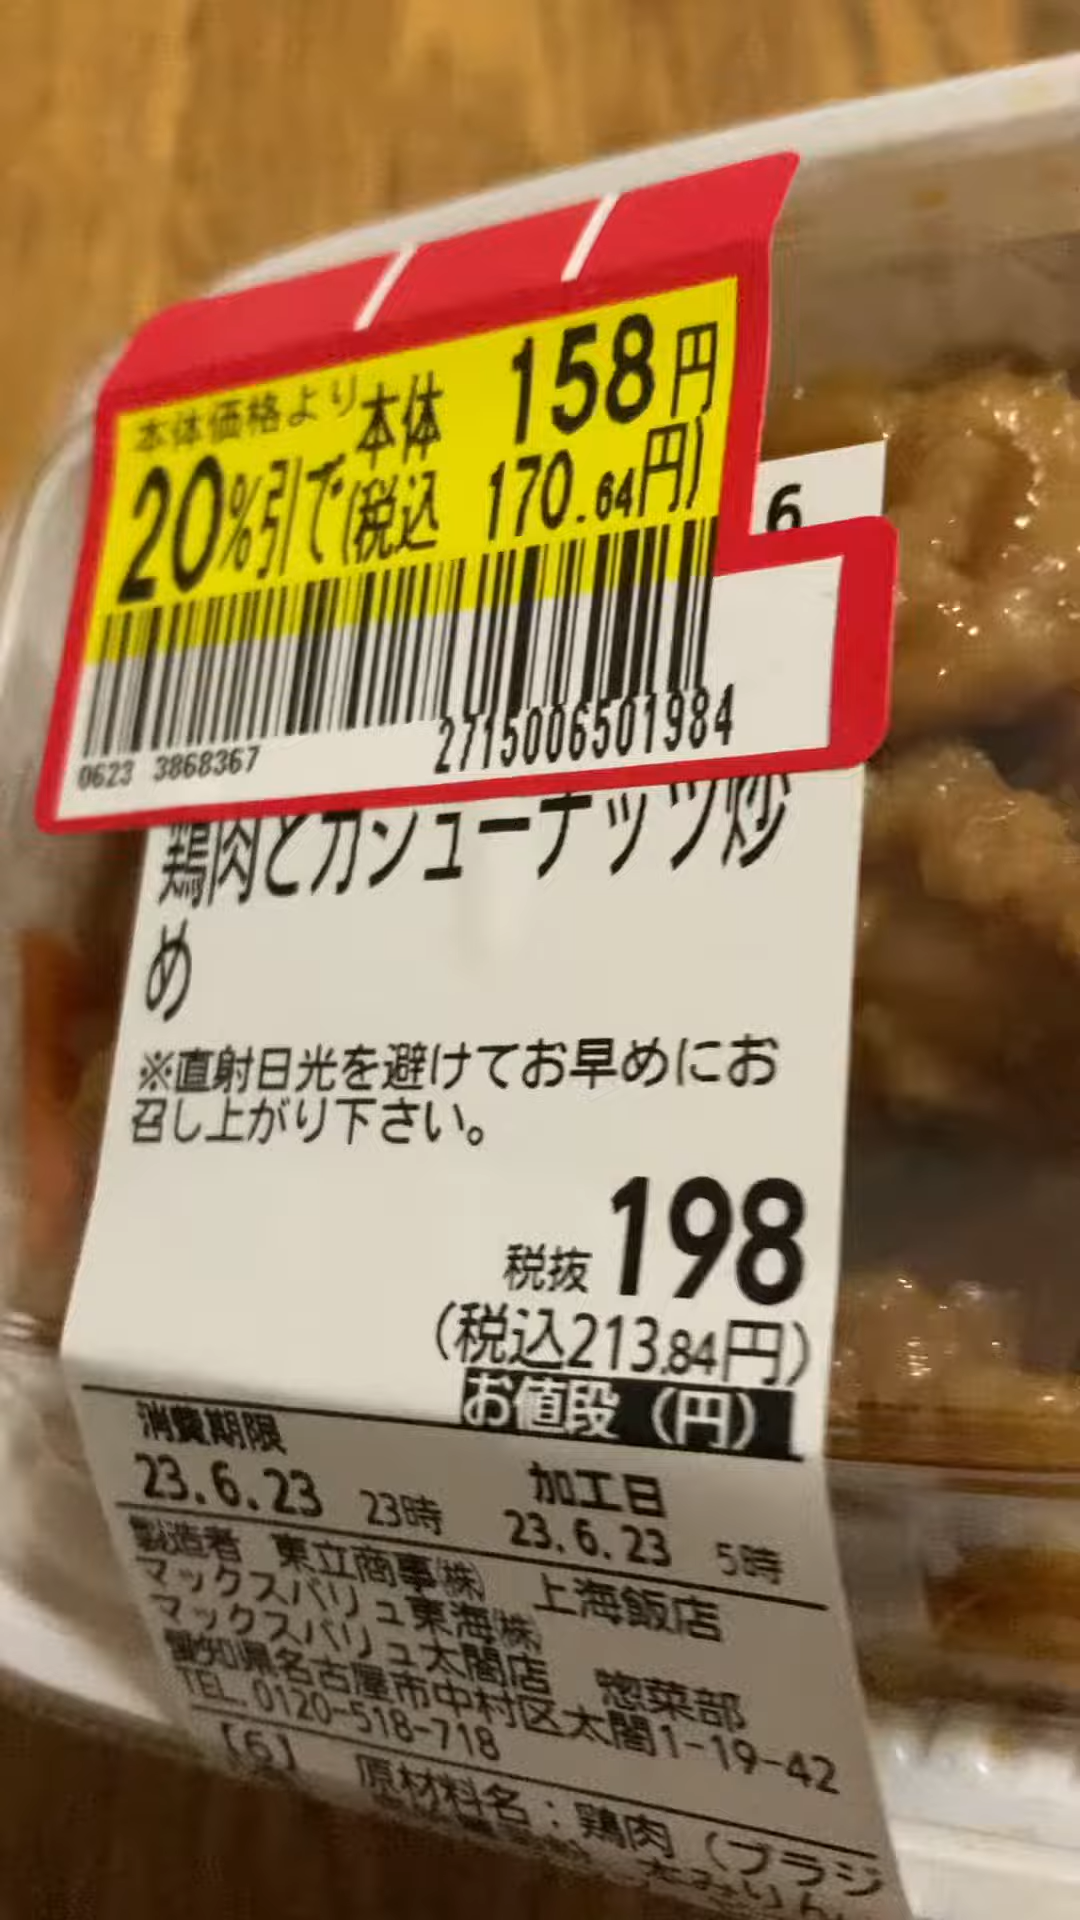 本体価格より 本体 158円
20%引で(税込 170.64円)
0623 3868367 2715006501984
6
鶏肉とカシューナッツ炒
め
※直射日光を避けてお早めにお
召し上がり下さい。
税抜 198
(税込213.84円)
お値段 (円)
消費期限 加工日
23.6.23 23時 23.6.23 5時
製造者 東立商事㈱ 上海飯店
マックスバリュ東海㈱
マックスバリュ太閤店 惣菜部
愛知県名古屋市中村区太閤1-19-42
TEL 0120-518-718
【6】 原材料名:鶏肉(ブラジ